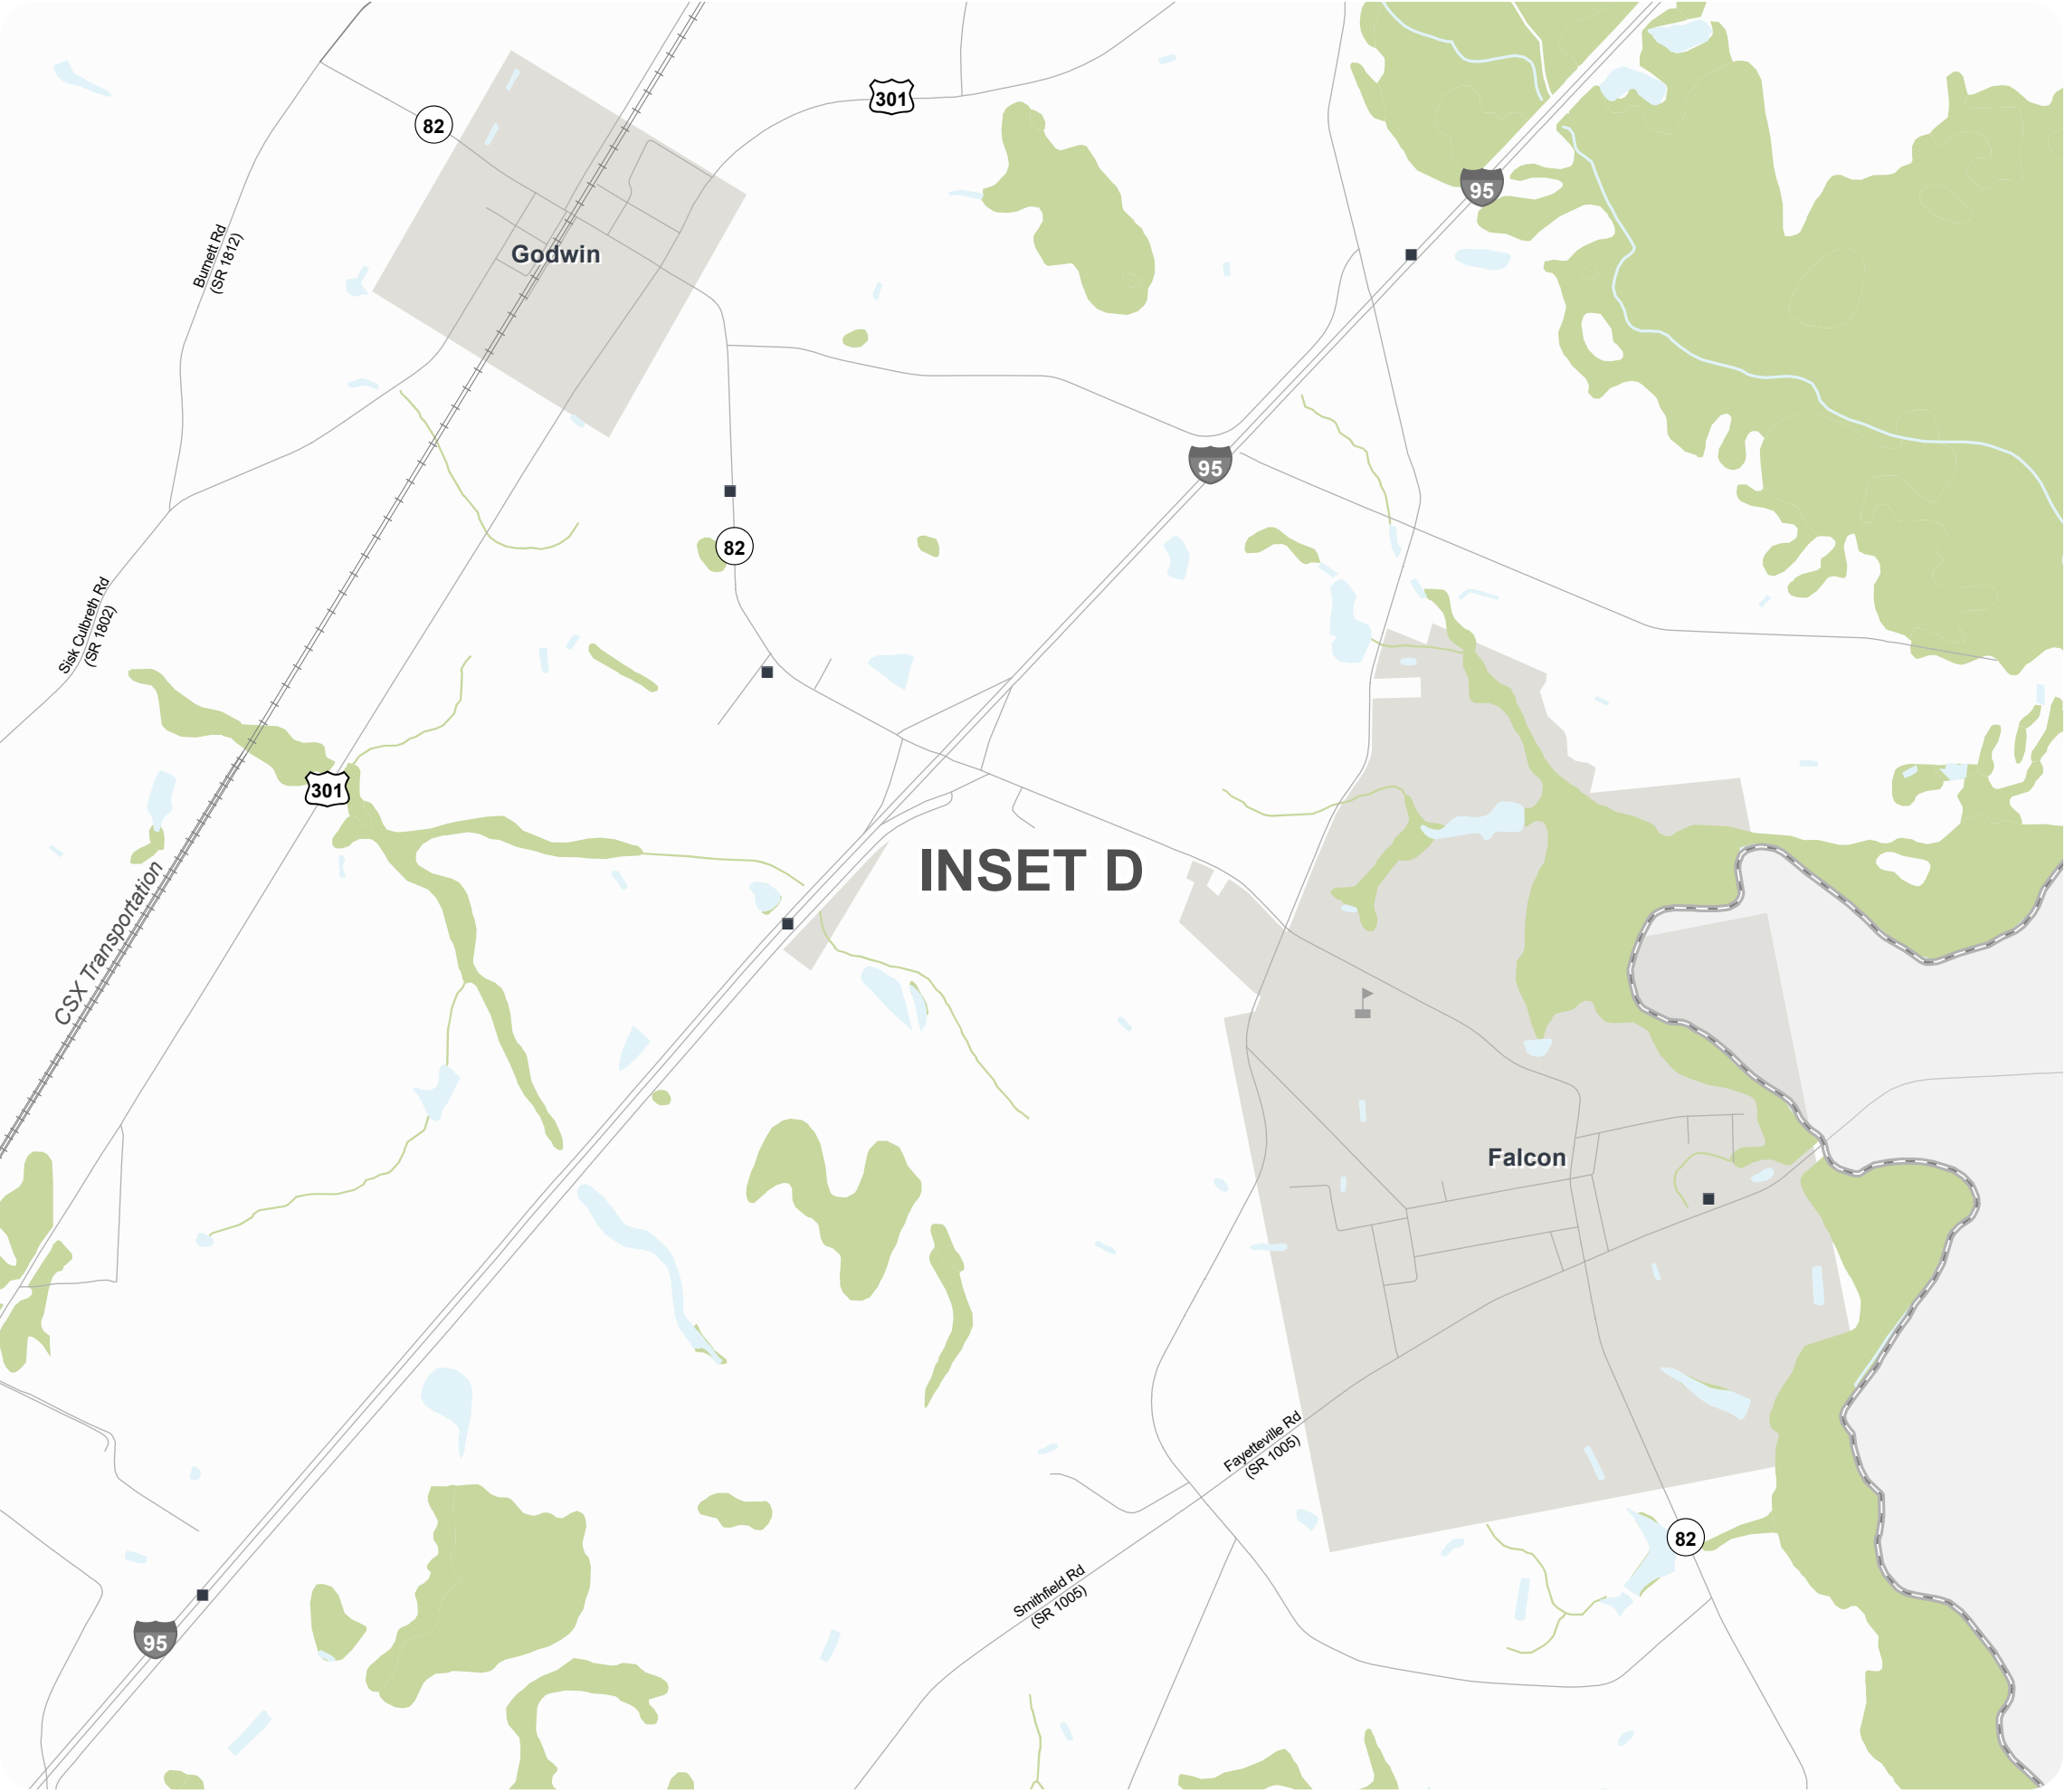 301
82
95
Burnett Rd
(SR 1812)
Godwin
95
82
Sisk Culbreth Rd
(SR 1802)
301
INSET D
CSX Transportation
Falcon
Fayetteville Rd
(SR 1005)
82
Smithfield Rd
(SR 1005)
95